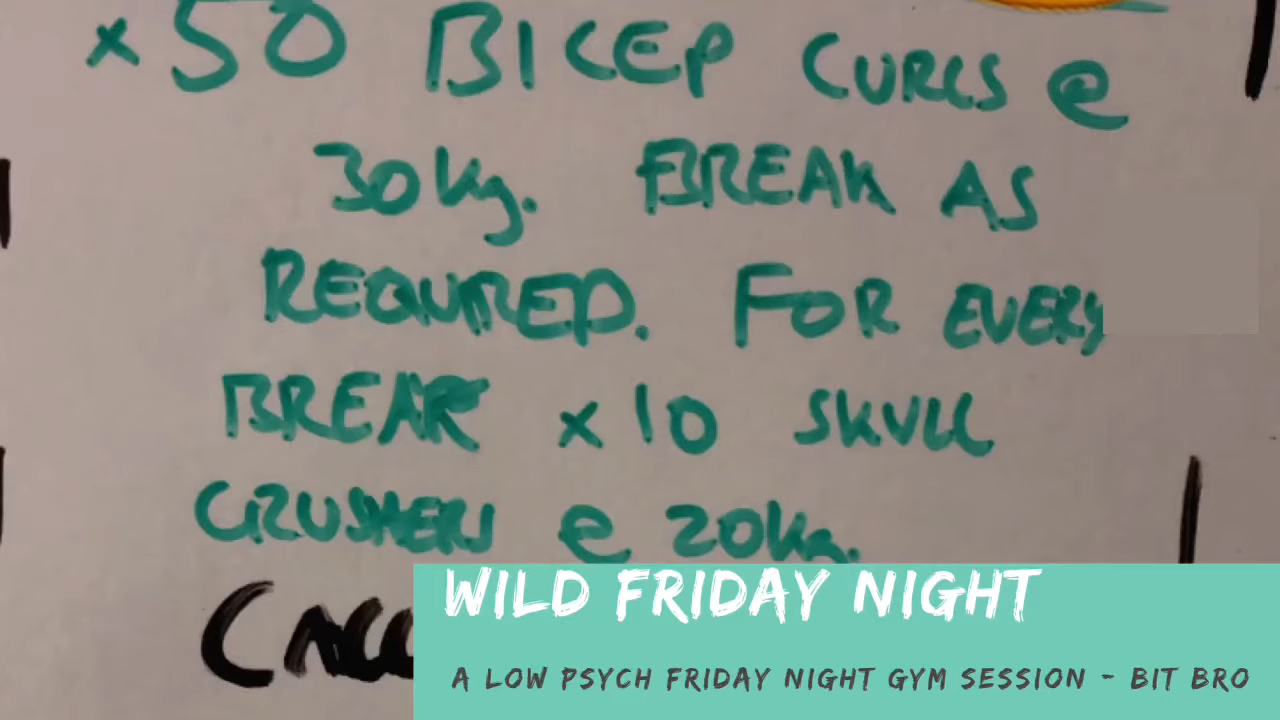 x50 BICEP CURLS @
30kg. BREAK AS
REQUIRED. FOR EVERY
BREAK x10 SKULL
CRUSHERS @ 20kg.
WILD FRIDAY NIGHT
A LOW PSYCH FRIDAY NIGHT GYM SESSION - BIT BRO